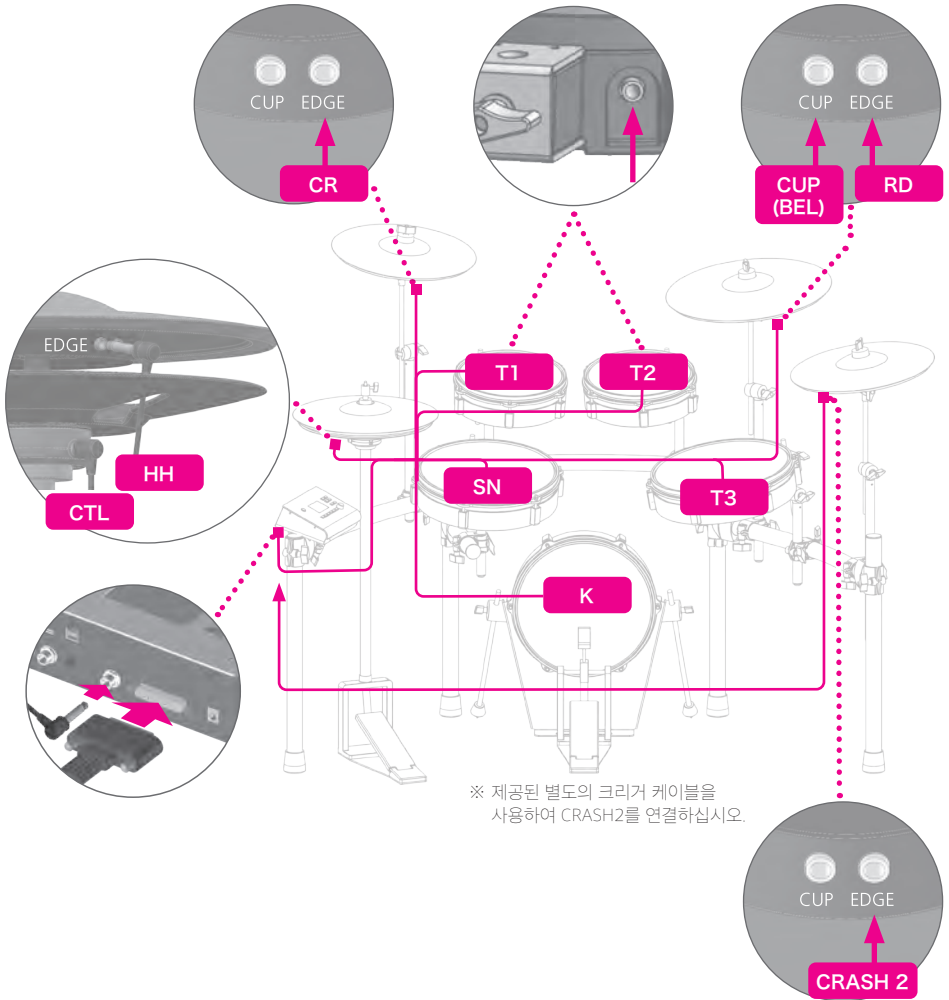 CUP EDGE
CR
CUP EDGE
CUP
(BEL)
RD
EDGE
HH
CTL
T1
T2
SN
T3
K
※ 제공된 별도의 크리거 케이블을
사용하여 CRASH2를 연결하십시오.
CUP EDGE
CRASH 2